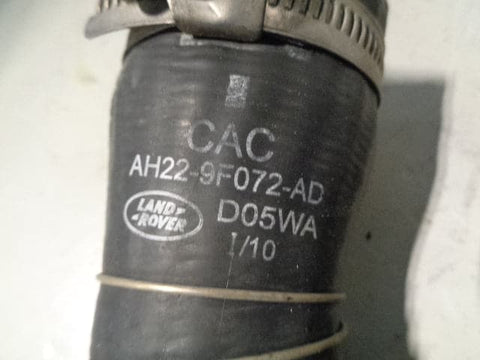 CAC
AH22-9F072-AD
LAND
ROVER
D05WA
I/10